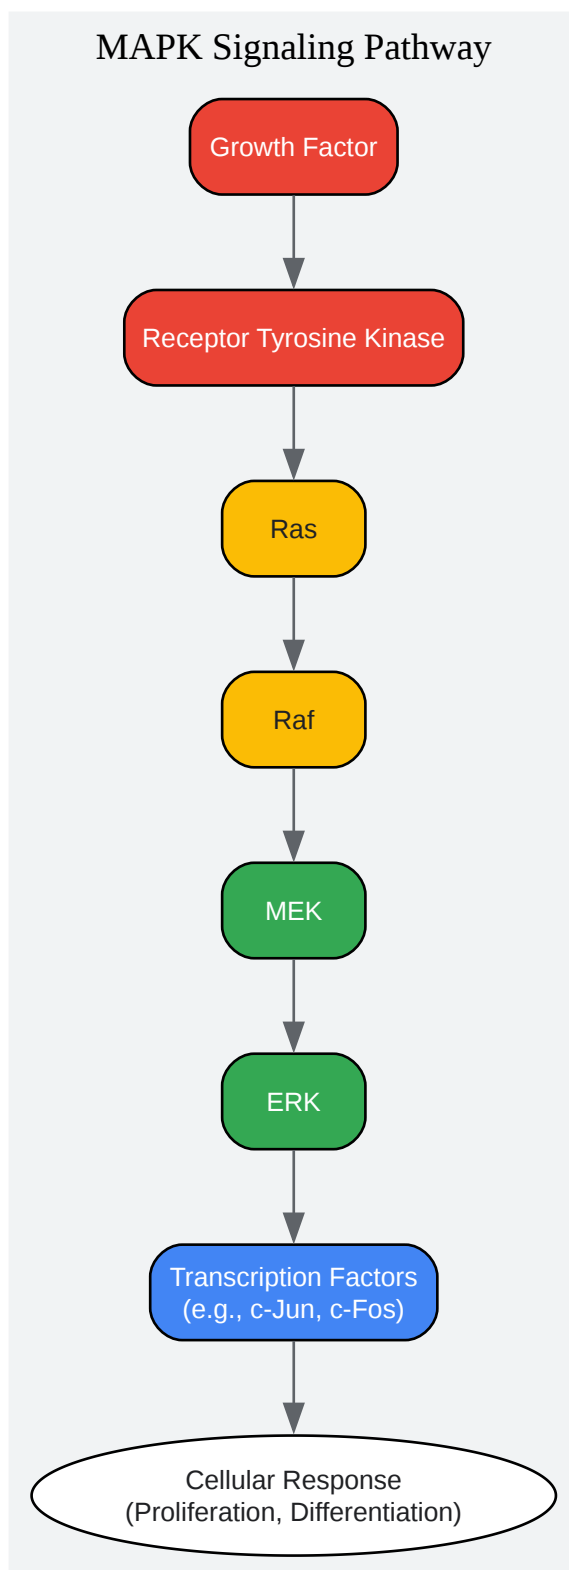 MAPK Signaling Pathway
Growth Factor
Receptor Tyrosine Kinase
Ras
Raf
MEK
ERK
Transcription Factors
(e.g., c-Jun, c-Fos)
Cellular Response
(Proliferation, Differentiation)